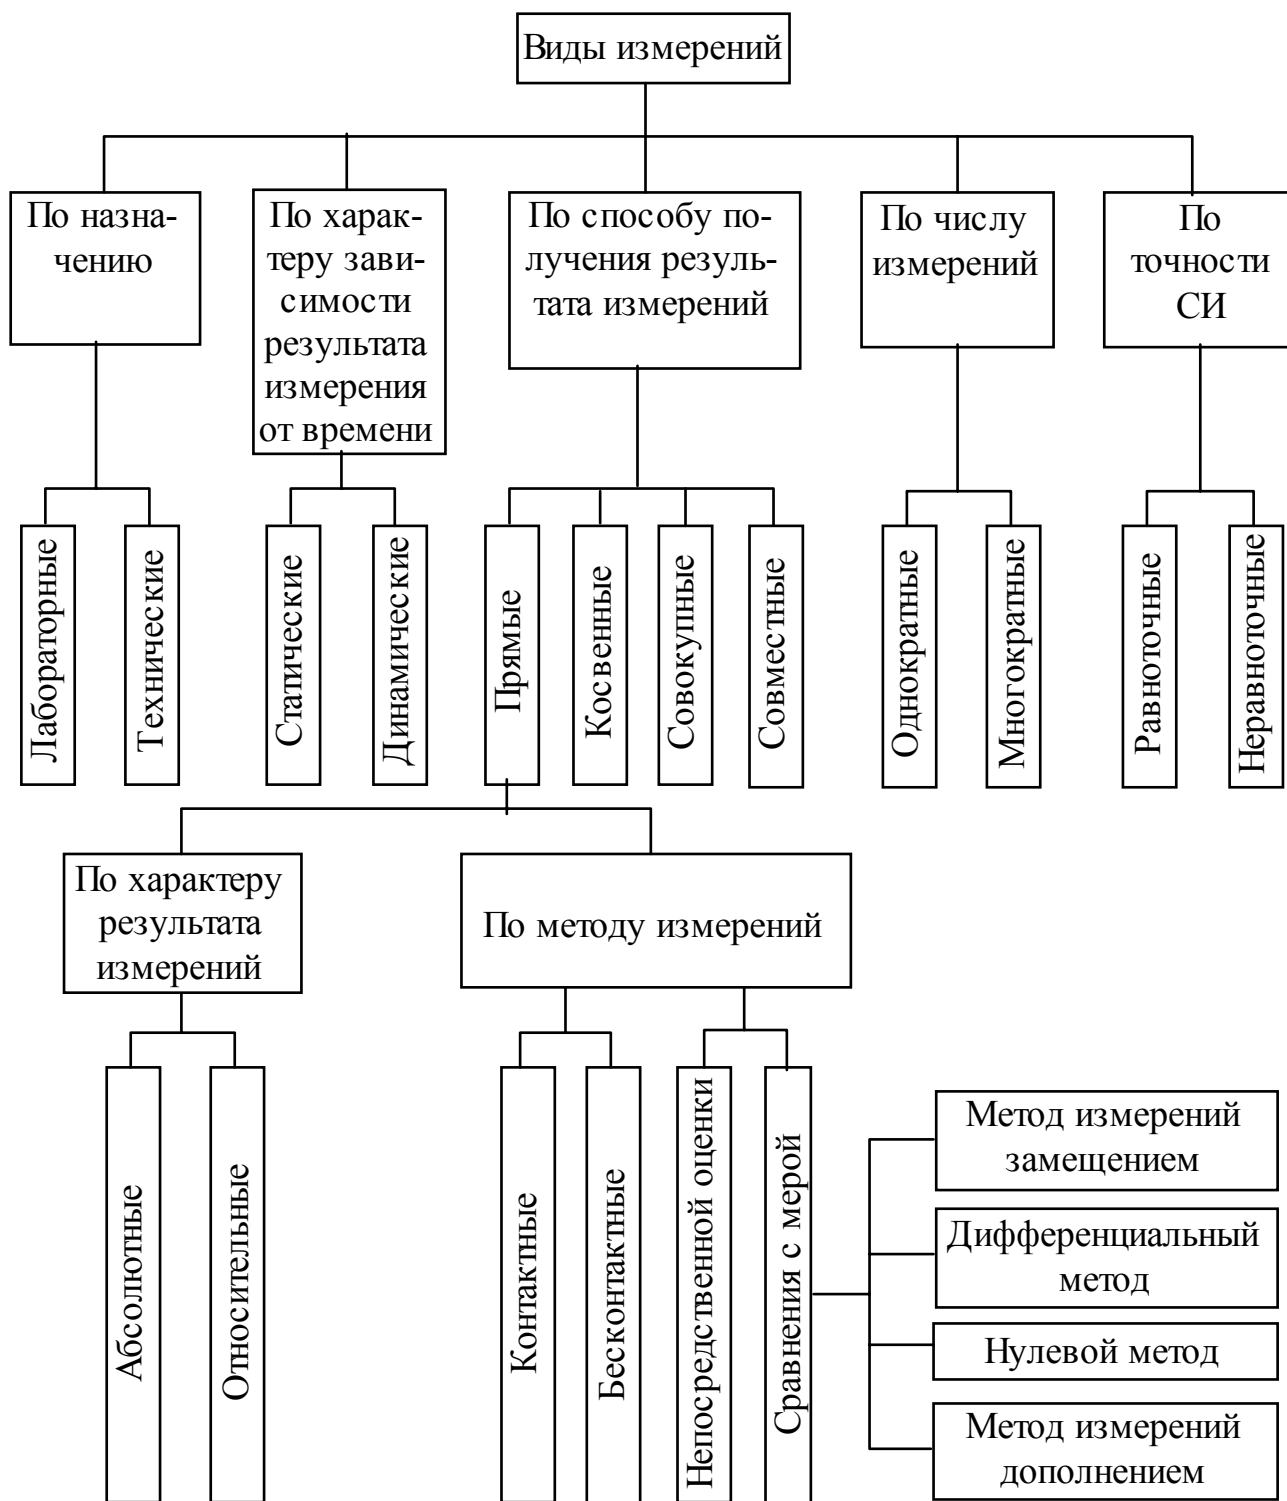 Виды измерений
По назна-
чению
По харак-
теру зави-
симости
результата
измерения
от времени
По способу по-
лучения резуль-
тата измерений
По числу
измерений
По
точности
СИ
Лабораторные
Технические
Статические
Динамические
Прямые
Косвенные
Совокупные
Совместные
Однократные
Многократные
Равноточные
Неравноточные
По характеру
результата
измерений
По методу измерений
Абсолютные
Относительные
Контактные
Бесконтактные
Непосредственной оценки
Сравнения с мерой
Метод измерений
замещением
Дифференциальный
метод
Нулевой метод
Метод измерений
дополнением